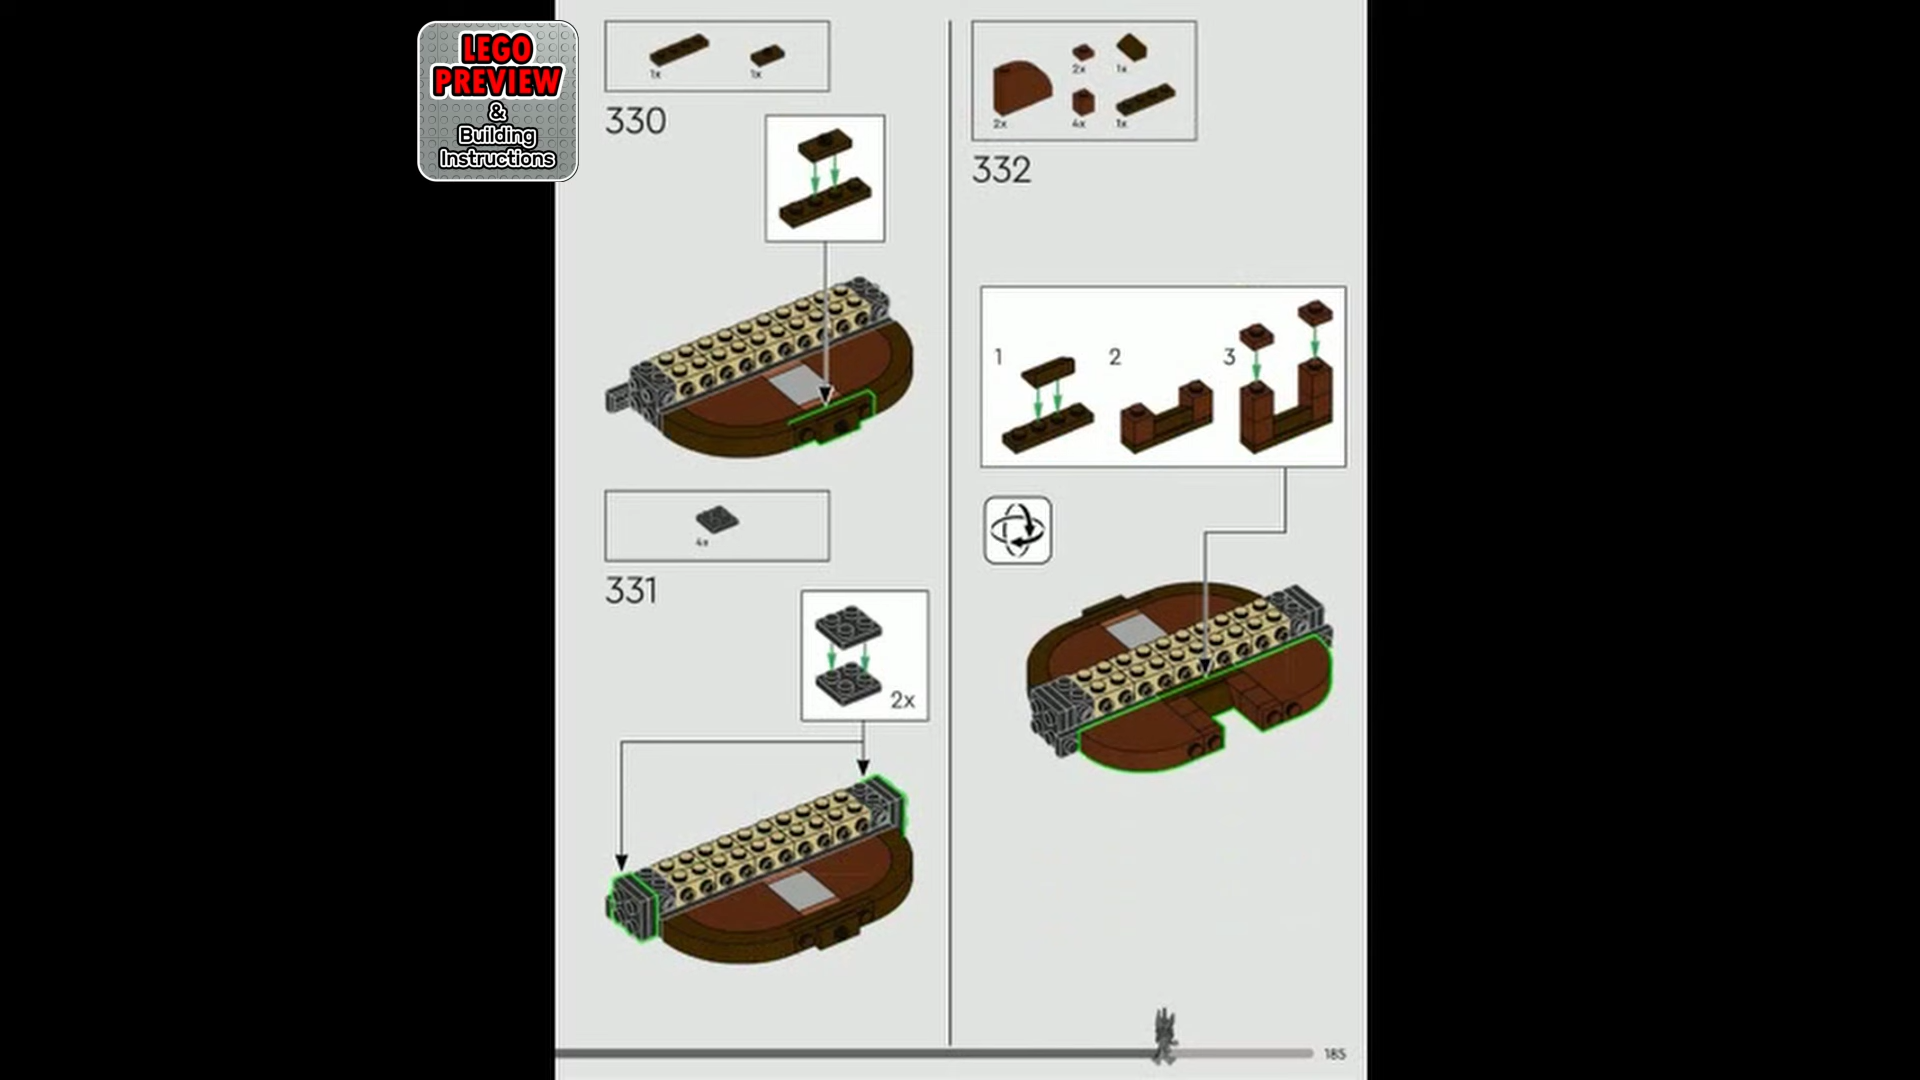 LEGO
PREVIEW
&
Building
Instructions
1x
1x
330
4x
331
2x
2x
2x
1x
4x
1x
332
1
2
3
185